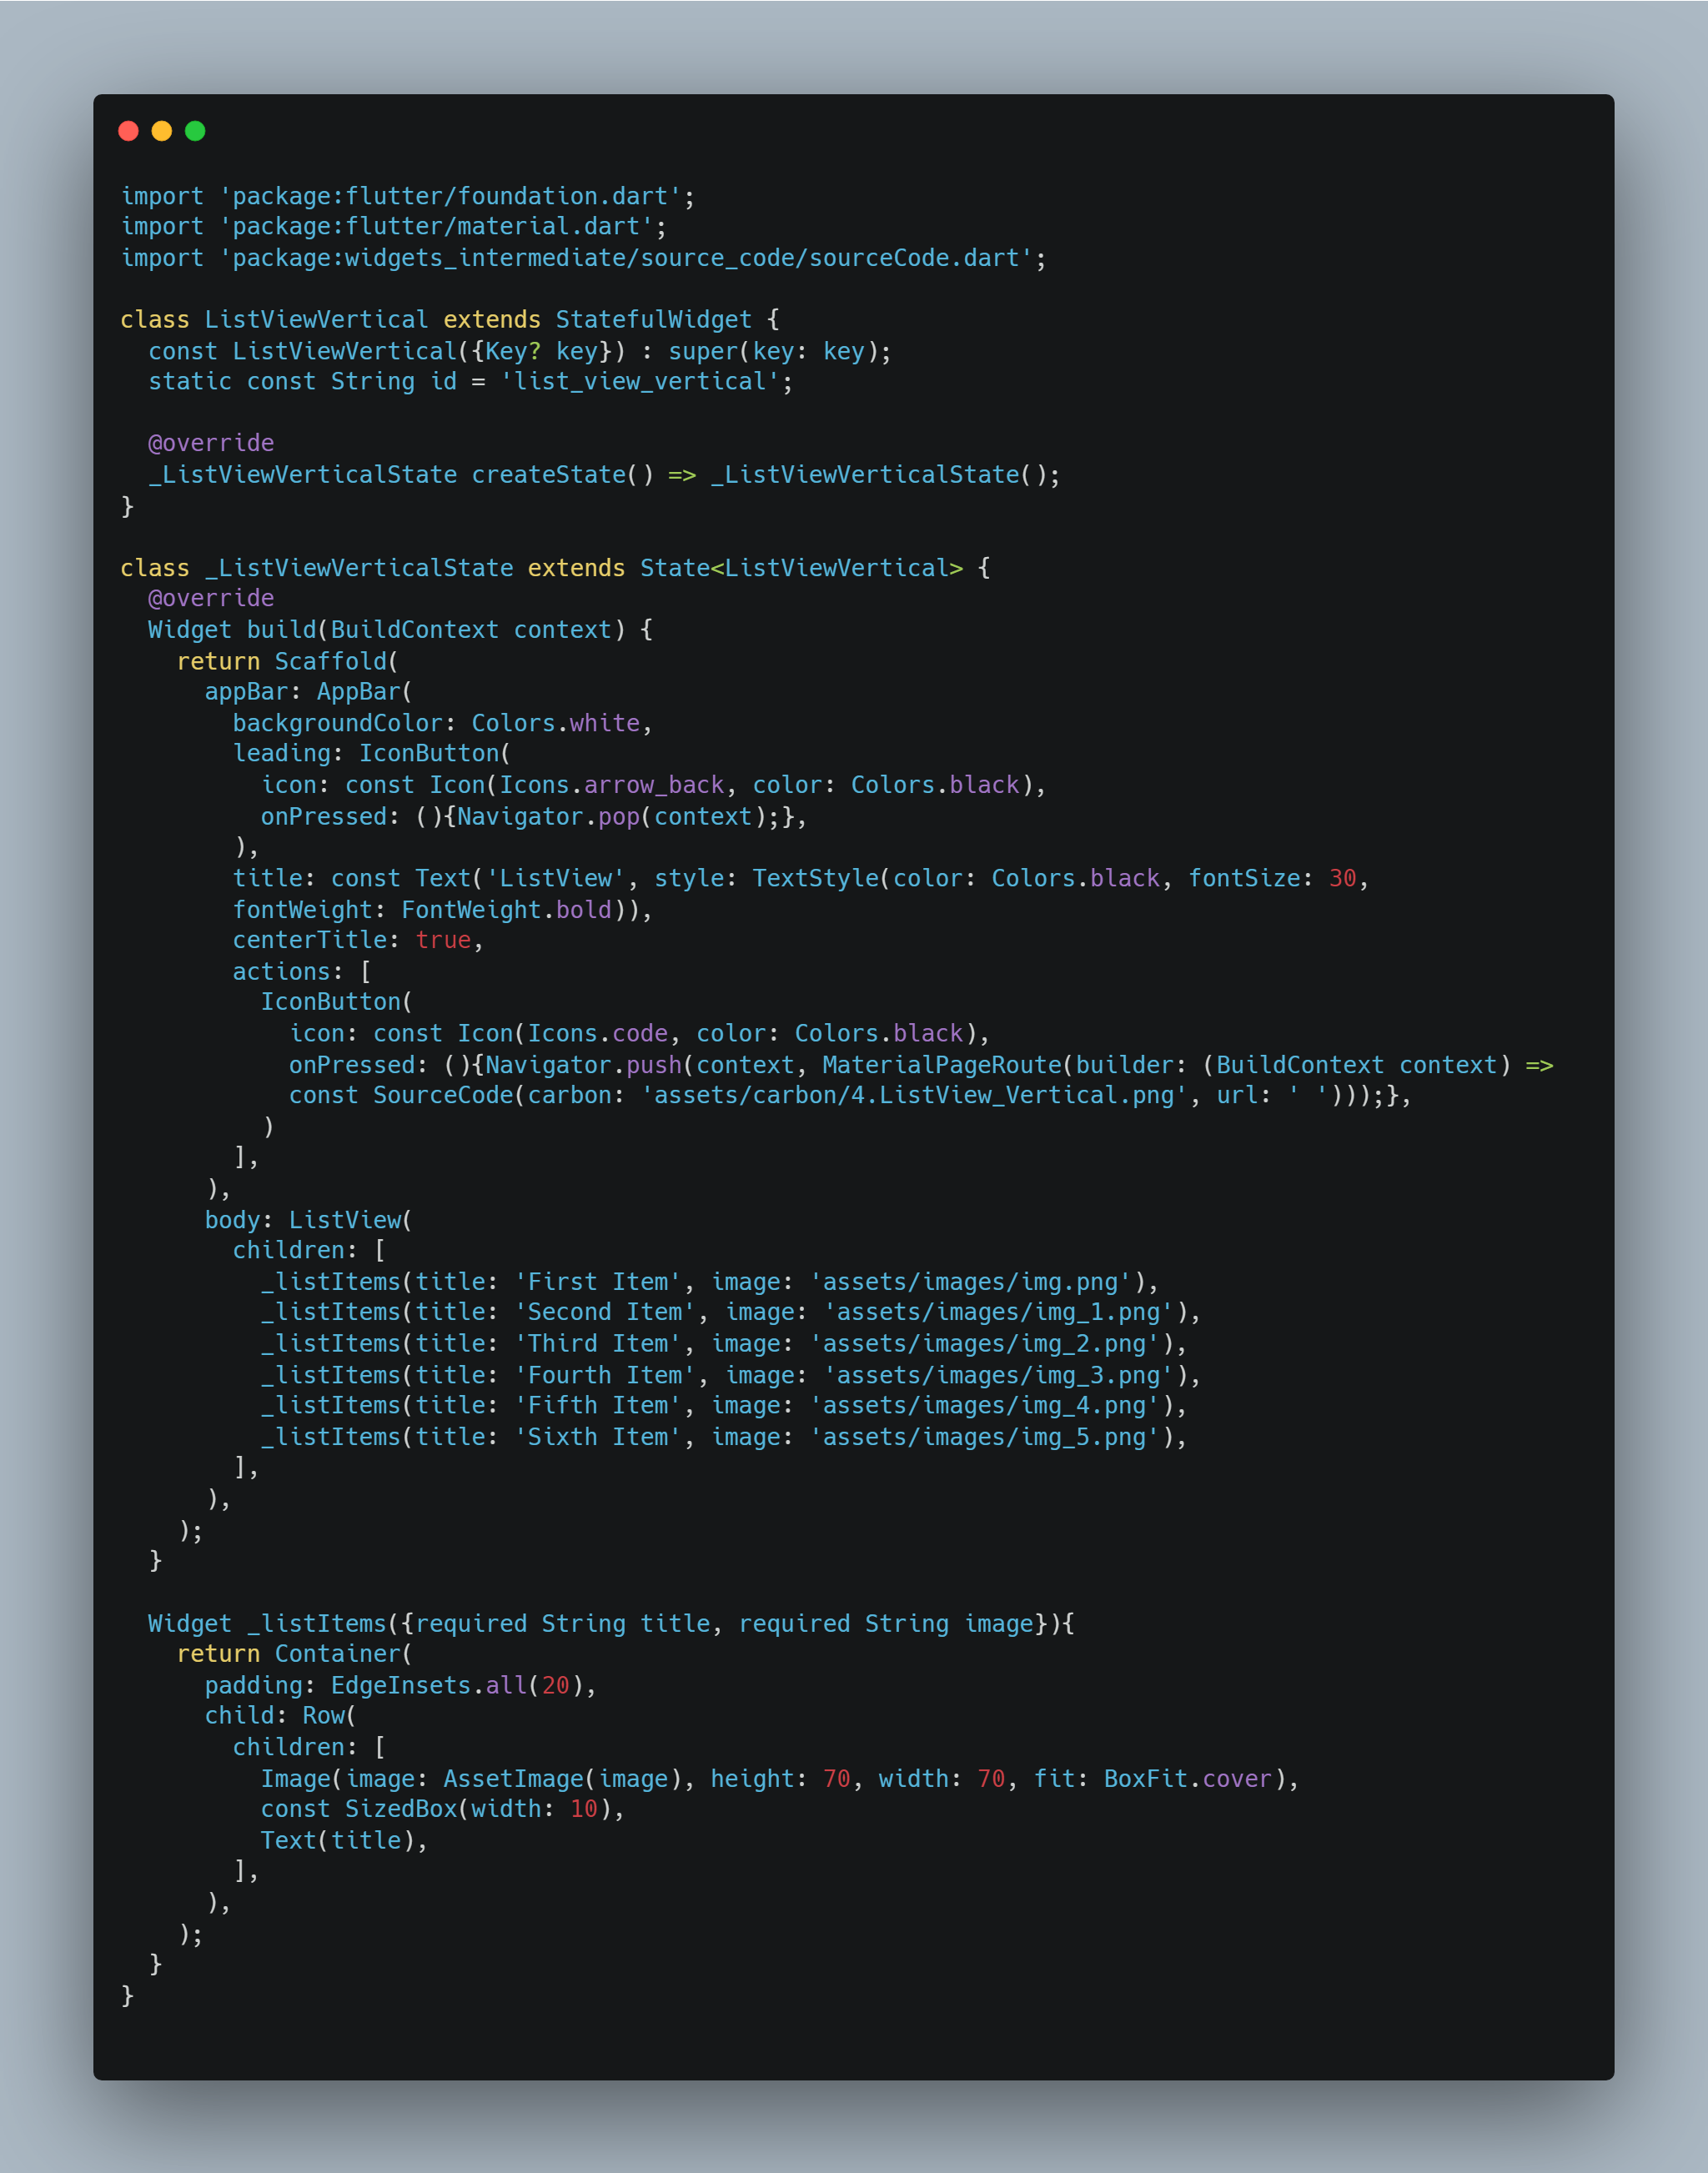 import 'package:flutter/foundation.dart';
import 'package:flutter/material.dart';
import 'package:widgets_intermediate/source_code/sourceCode.dart';

class ListViewVertical extends StatefulWidget {
  const ListViewVertical({Key? key}) : super(key: key);
  static const String id = 'list_view_vertical';

  @override
  _ListViewVerticalState createState() => _ListViewVerticalState();
}

class _ListViewVerticalState extends State<ListViewVertical> {
  @override
  Widget build(BuildContext context) {
    return Scaffold(
      appBar: AppBar(
        backgroundColor: Colors.white,
        leading: IconButton(
          icon: const Icon(Icons.arrow_back, color: Colors.black),
          onPressed: (){Navigator.pop(context);},
        ),
        title: const Text('ListView', style: TextStyle(color: Colors.black, fontSize: 30,
        fontWeight: FontWeight.bold)),
        centerTitle: true,
        actions: [
          IconButton(
            icon: const Icon(Icons.code, color: Colors.black),
            onPressed: (){Navigator.push(context, MaterialPageRoute(builder: (BuildContext context) =>
            const SourceCode(carbon: 'assets/carbon/4.ListView_Vertical.png', url: ' ')));},
          )
        ],
      ),
      body: ListView(
        children: [
          _listItems(title: 'First Item', image: 'assets/images/img.png'),
          _listItems(title: 'Second Item', image: 'assets/images/img_1.png'),
          _listItems(title: 'Third Item', image: 'assets/images/img_2.png'),
          _listItems(title: 'Fourth Item', image: 'assets/images/img_3.png'),
          _listItems(title: 'Fifth Item', image: 'assets/images/img_4.png'),
          _listItems(title: 'Sixth Item', image: 'assets/images/img_5.png'),
        ],
      ),
    );
  }

  Widget _listItems({required String title, required String image}){
    return Container(
      padding: EdgeInsets.all(20),
      child: Row(
        children: [
          Image(image: AssetImage(image), height: 70, width: 70, fit: BoxFit.cover),
          const SizedBox(width: 10),
          Text(title),
        ],
      ),
    );
  }
}